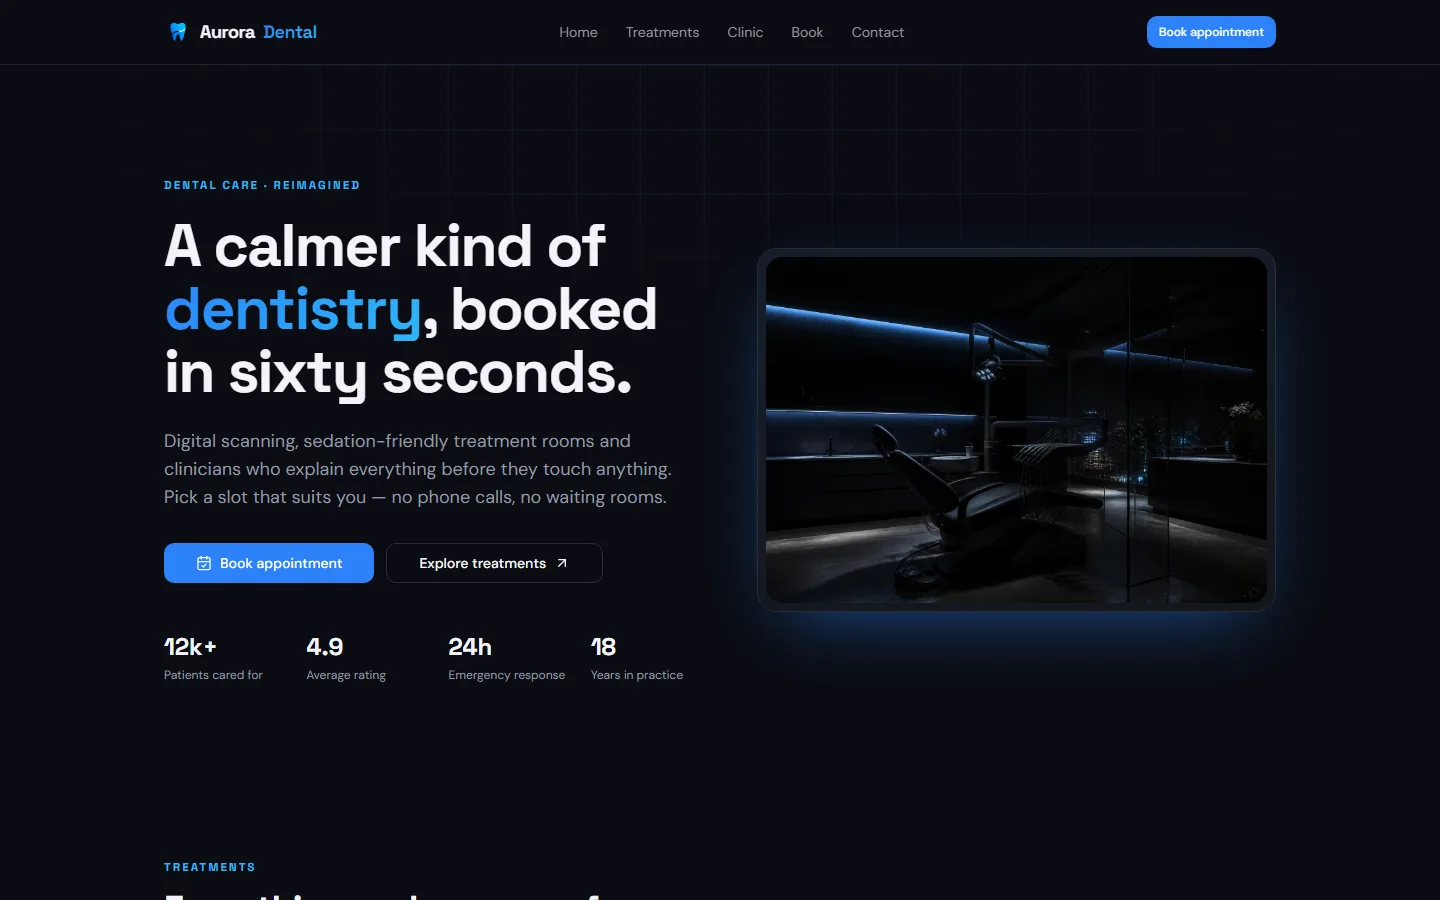 Aurora Dental
Home
Treatments
Clinic
Book
Contact
Book appointment
DENTAL CARE · REIMAGINED
A calmer kind of
dentistry, booked
in sixty seconds.
Digital scanning, sedation-friendly treatment rooms and
clinicians who explain everything before they touch anything.
Pick a slot that suits you — no phone calls, no waiting rooms.
Book appointment
Explore treatments
12k+
Patients cared for
4.9
Average rating
24h
Emergency response
18
Years in practice
TREATMENTS